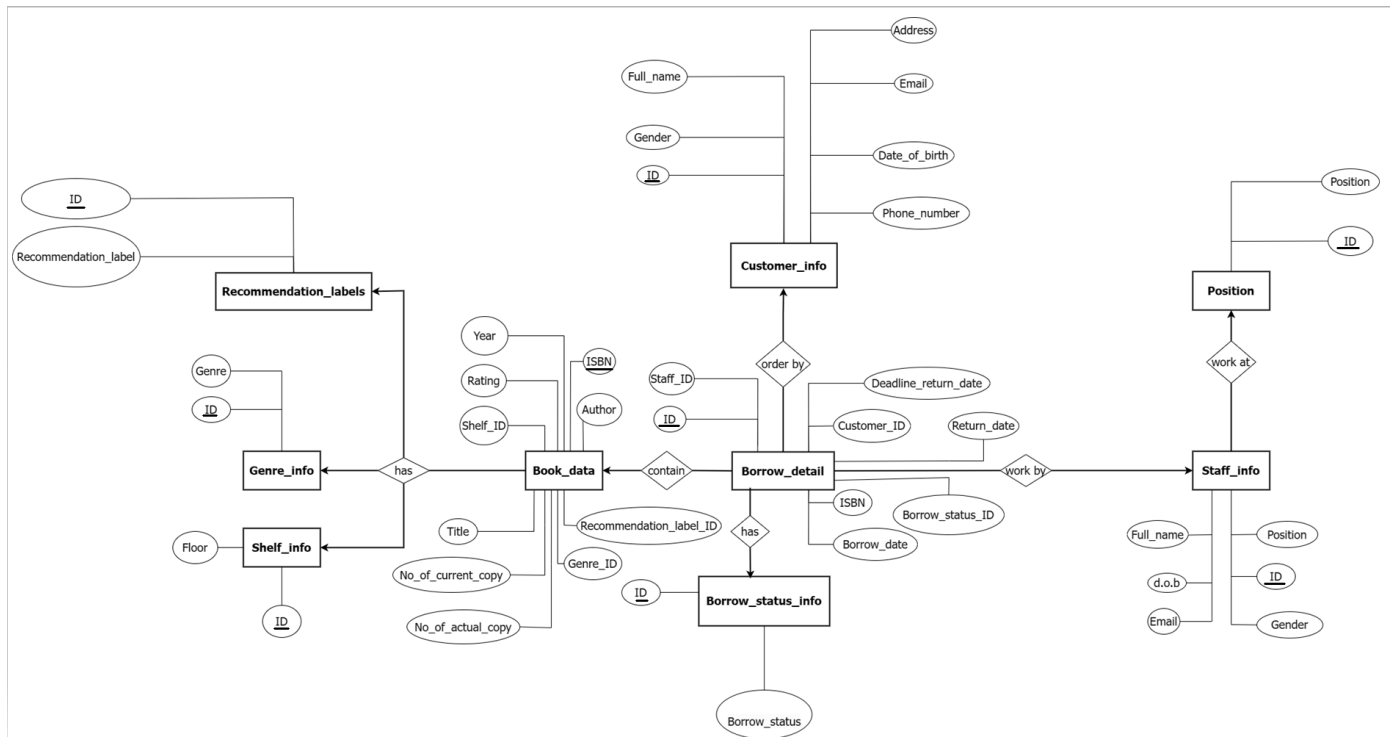 Address
Full_name
Email
Gender
Date_of_birth
ID
Position
ID
Phone_number
ID
Recommendation_label
Customer_info
Recommendation_labels
Position
Year
ISBN
order by
work at
Genre
Rating
Staff_ID
Deadline_return_date
ID
Author
Shelf_ID
ID
Customer_ID
Return_date
Genre_info
has
Book_data
contain
Borrow_detail
work by
Staff_info
ISBN
Borrow_status_ID
Recommendation_label_ID
Title
has
Full_name
Position
Floor
Shelf_info
Borrow_date
Genre_ID
No_of_current_copy
d.o.b
ID
ID
Borrow_status_info
ID
No_of_actual_copy
Email
Gender
Borrow_status